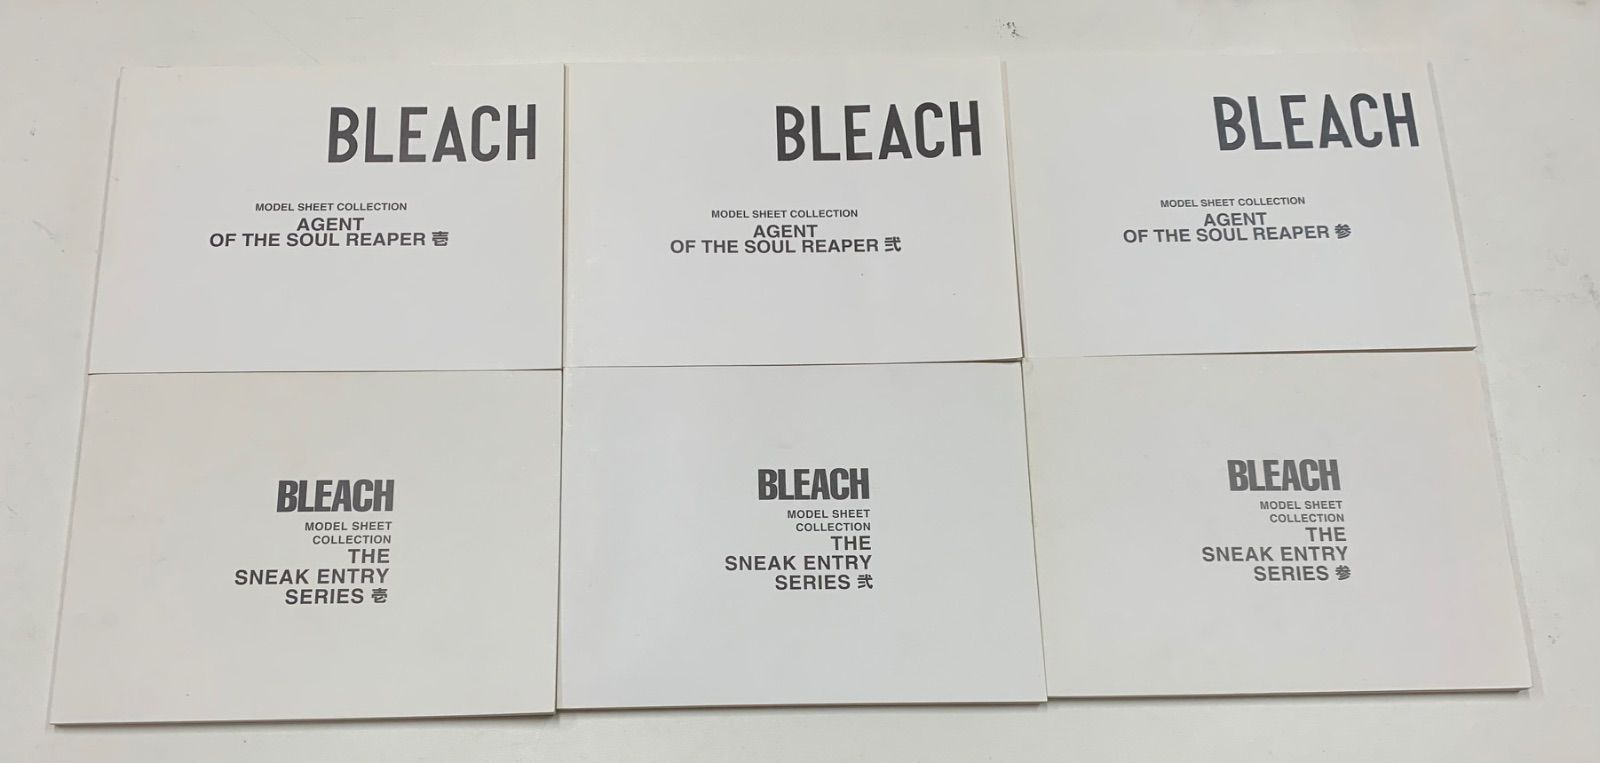 BLEACH
MODEL SHEET COLLECTION
AGENT
OF THE SOUL REAPER 壱
BLEACH
MODEL SHEET COLLECTION
AGENT
OF THE SOUL REAPER 弐
BLEACH
MODEL SHEET COLLECTION
AGENT
OF THE SOUL REAPER 参
BLEACH
MODEL SHEET
COLLECTION
THE
SNEAK ENTRY
SERIES 壱
BLEACH
MODEL SHEET
COLLECTION
THE
SNEAK ENTRY
SERIES 弐
BLEACH
MODEL SHEET
COLLECTION
THE
SNEAK ENTRY
SERIES 参